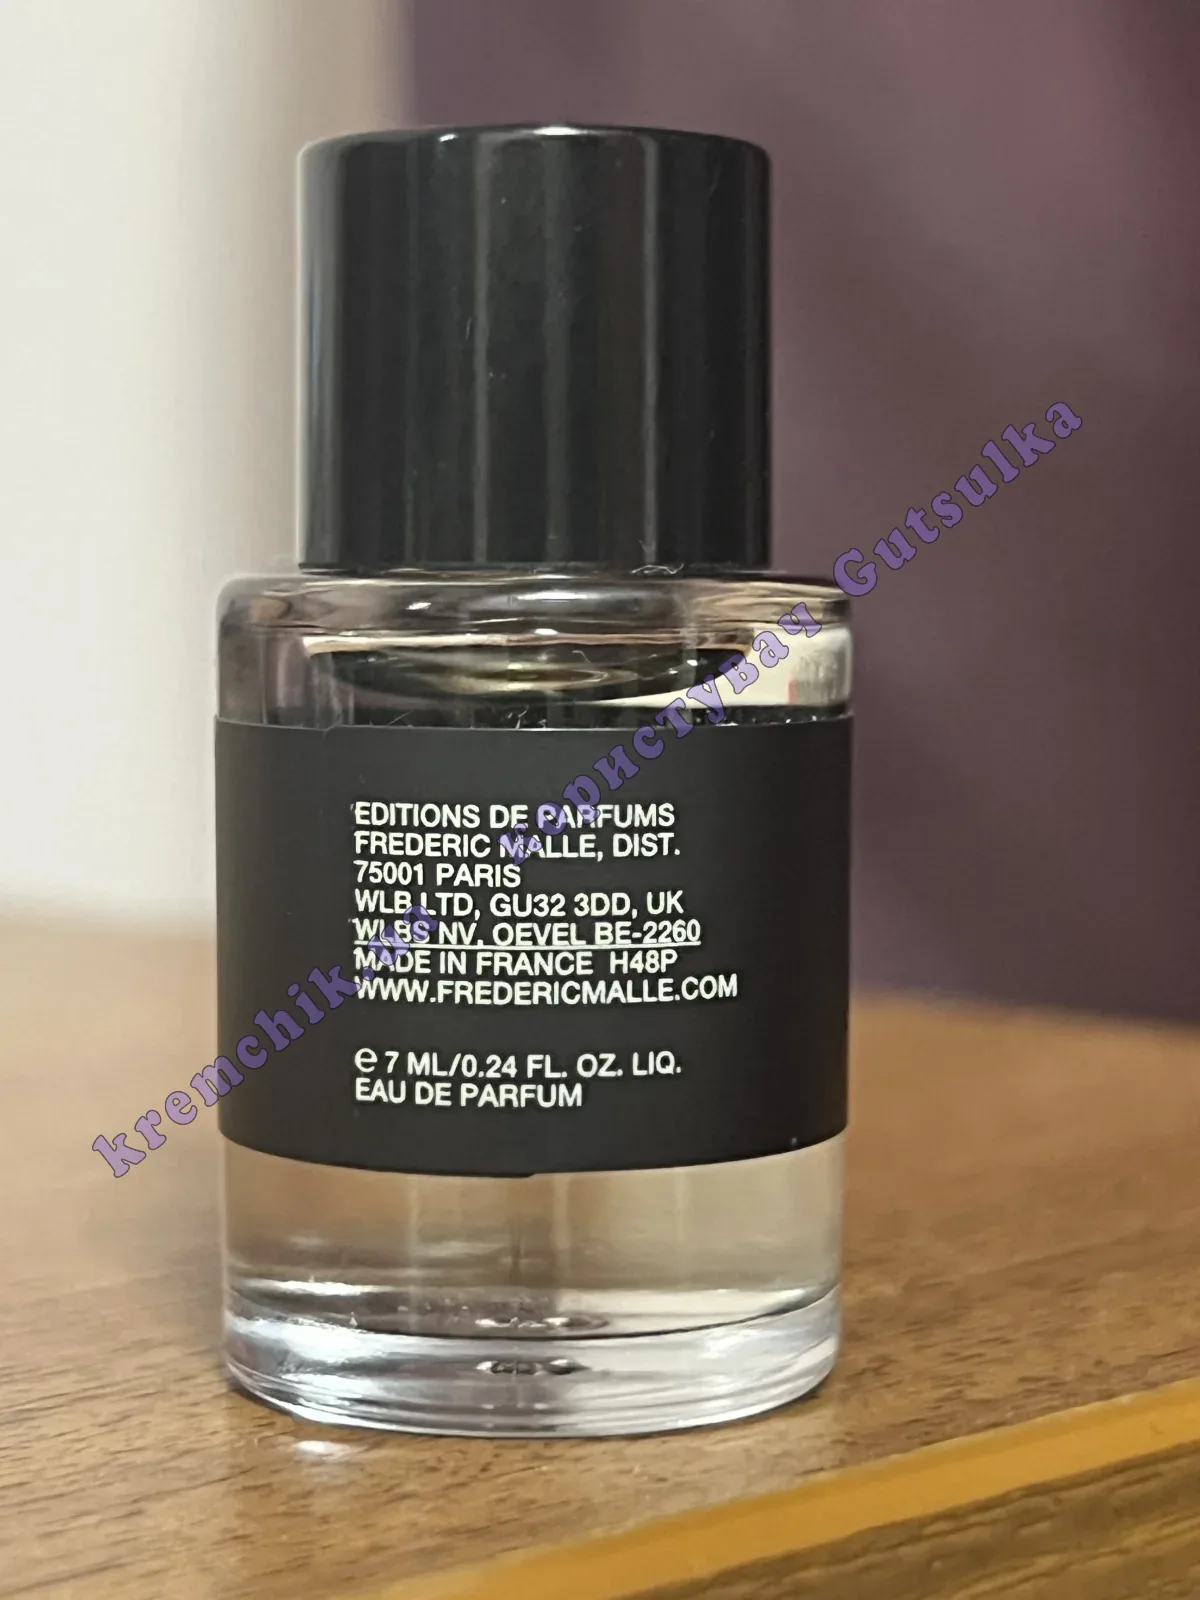 EDITIONS DE PARFUMS
FREDERIC MALLE, DIST.
75001 PARIS
WLB LTD, GU32 3DD, UK
WLBS NV, OEVEL BE-2260
MADE IN FRANCE H48P
WWW.FREDERICMALLE.COM
℮ 7 ML/0.24 FL. OZ. LIQ.
EAU DE PARFUM
kremchik.ua користувач Gutsulka